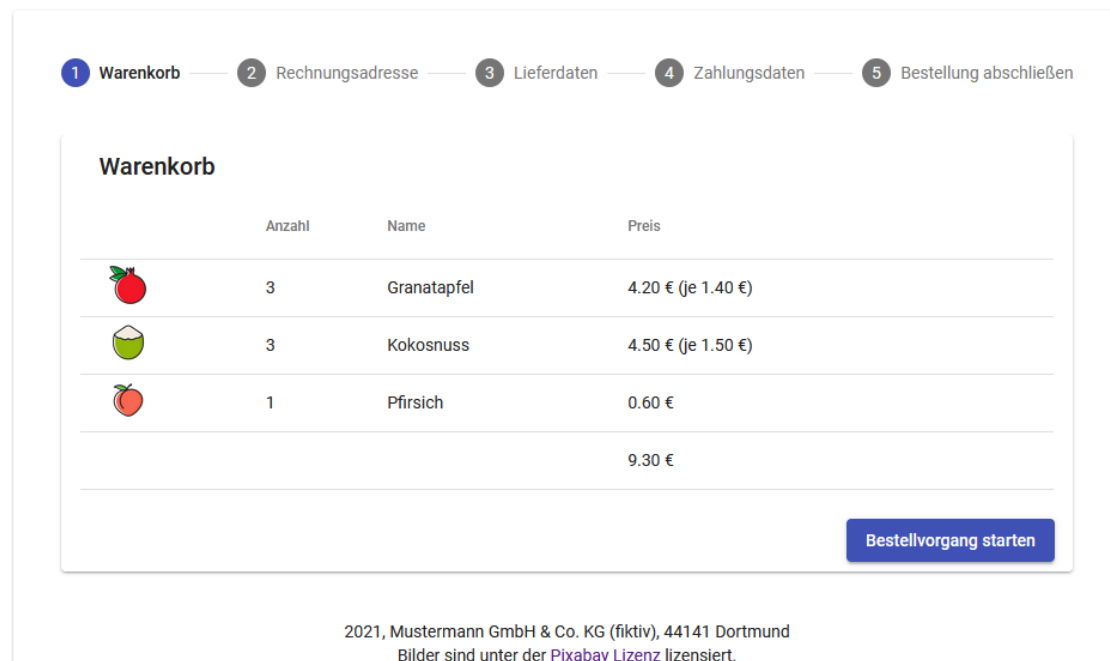 1 Warenkorb 2 Rechnungsadresse 3 Lieferdaten 4 Zahlungsdaten 5 Bestellung abschließen
Warenkorb
Anzahl Name Preis
3 Granatapfel 4.20 € (je 1.40 €)
3 Kokosnuss 4.50 € (je 1.50 €)
1 Pfirsich 0.60 €
9.30 €
Bestellvorgang starten
2021, Mustermann GmbH & Co. KG (fiktiv), 44141 Dortmund
Bilder sind unter der Pixabay Lizenz lizensiert.